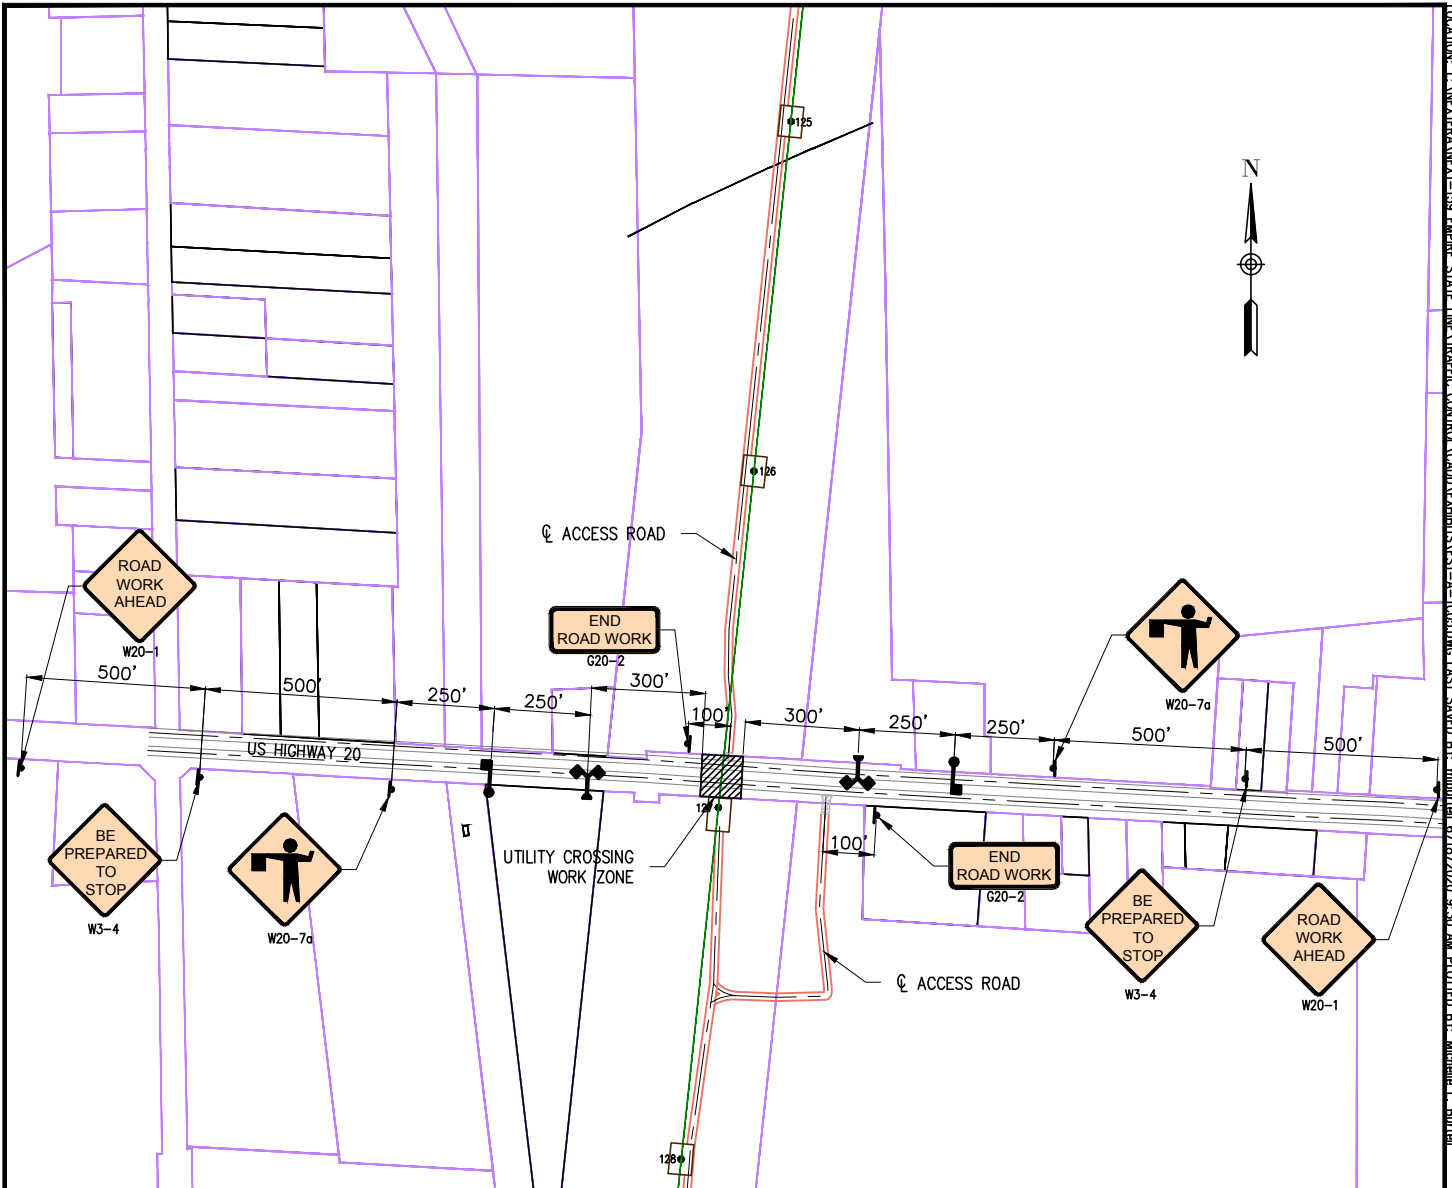 N
125
126
℄ ACCESS ROAD
ROAD
WORK
AHEAD
W20-1
END
ROAD WORK
G20-2
W20-7a
500'
500'
250'
250'
300'
100'
300'
250'
250'
500'
500'
US HIGHWAY 20
127
UTILITY CROSSING
WORK ZONE
100'
BE
PREPARED
TO
STOP
W3-4
W20-7a
END
ROAD WORK
G20-2
BE
PREPARED
TO
STOP
W3-4
ROAD
WORK
AHEAD
W20-1
℄ ACCESS ROAD
128